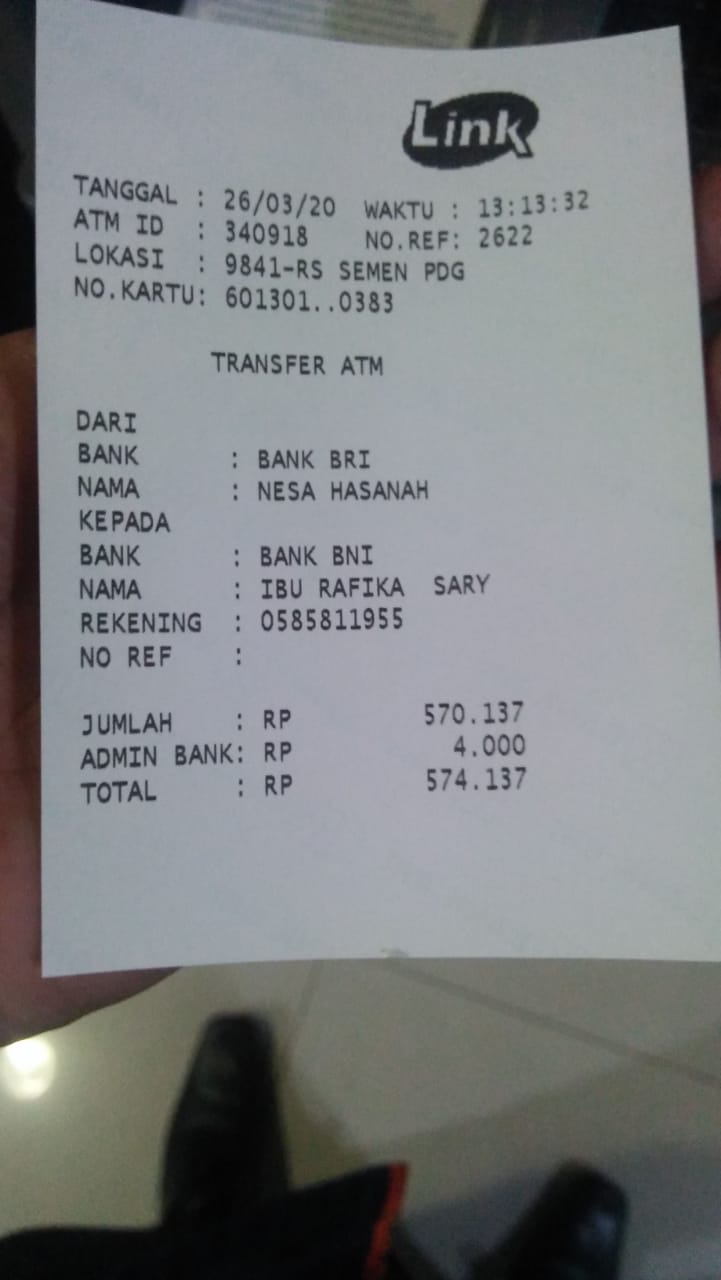 Link
TANGGAL : 26/03/20 WAKTU : 13:13:32
ATM ID : 340918 NO.REF: 2622
LOKASI : 9841-RS SEMEN PDG
NO.KARTU: 601301..0383
TRANSFER ATM
DARI
BANK : BANK BRI
NAMA : NESA HASANAH
KEPADA
BANK : BANK BNI
NAMA : IBU RAFIKA SARY
REKENING : 0585811955
NO REF :
JUMLAH : RP 570.137
ADMIN BANK: RP 4.000
TOTAL : RP 574.137